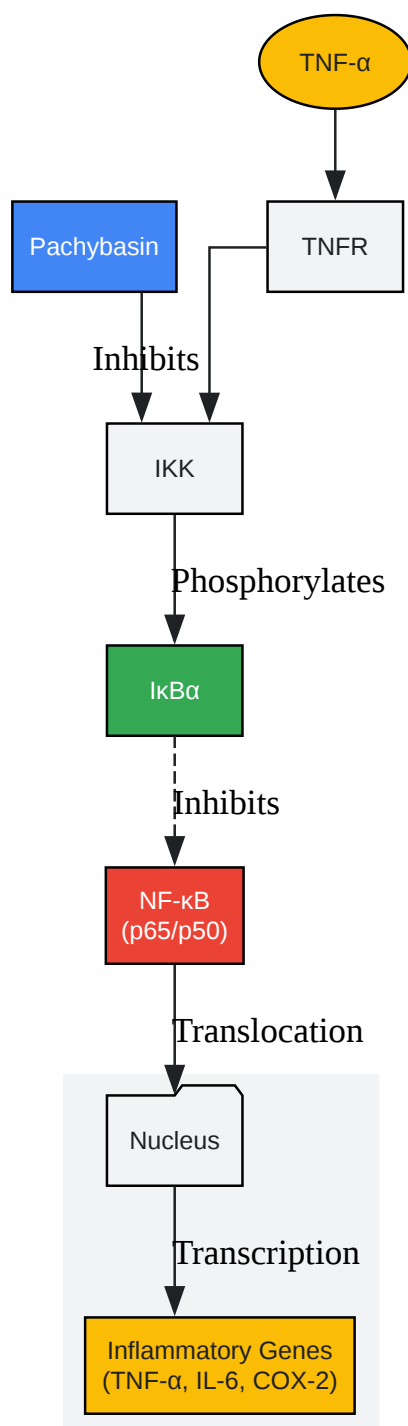 TNF-α
Pachybasin
TNFR
Inhibits
IKK
Phosphorylates
IκBα
Inhibits
NF-κB
(p65/p50)
Translocation
Nucleus
Transcription
Inflammatory Genes
(TNF-α, IL-6, COX-2)